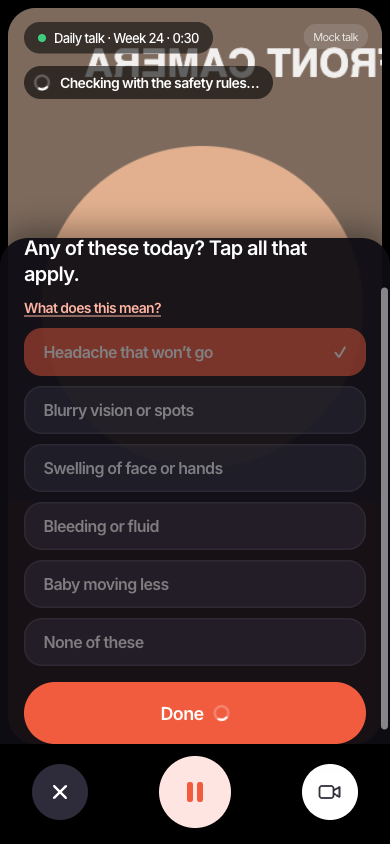 Daily talk · Week 24 · 0:30
Mock talk
FRONT CAMERA
Checking with the safety rules…
Any of these today? Tap all that
apply.
What does this mean?
Headache that won’t go
Blurry vision or spots
Swelling of face or hands
Bleeding or fluid
Baby moving less
None of these
Done